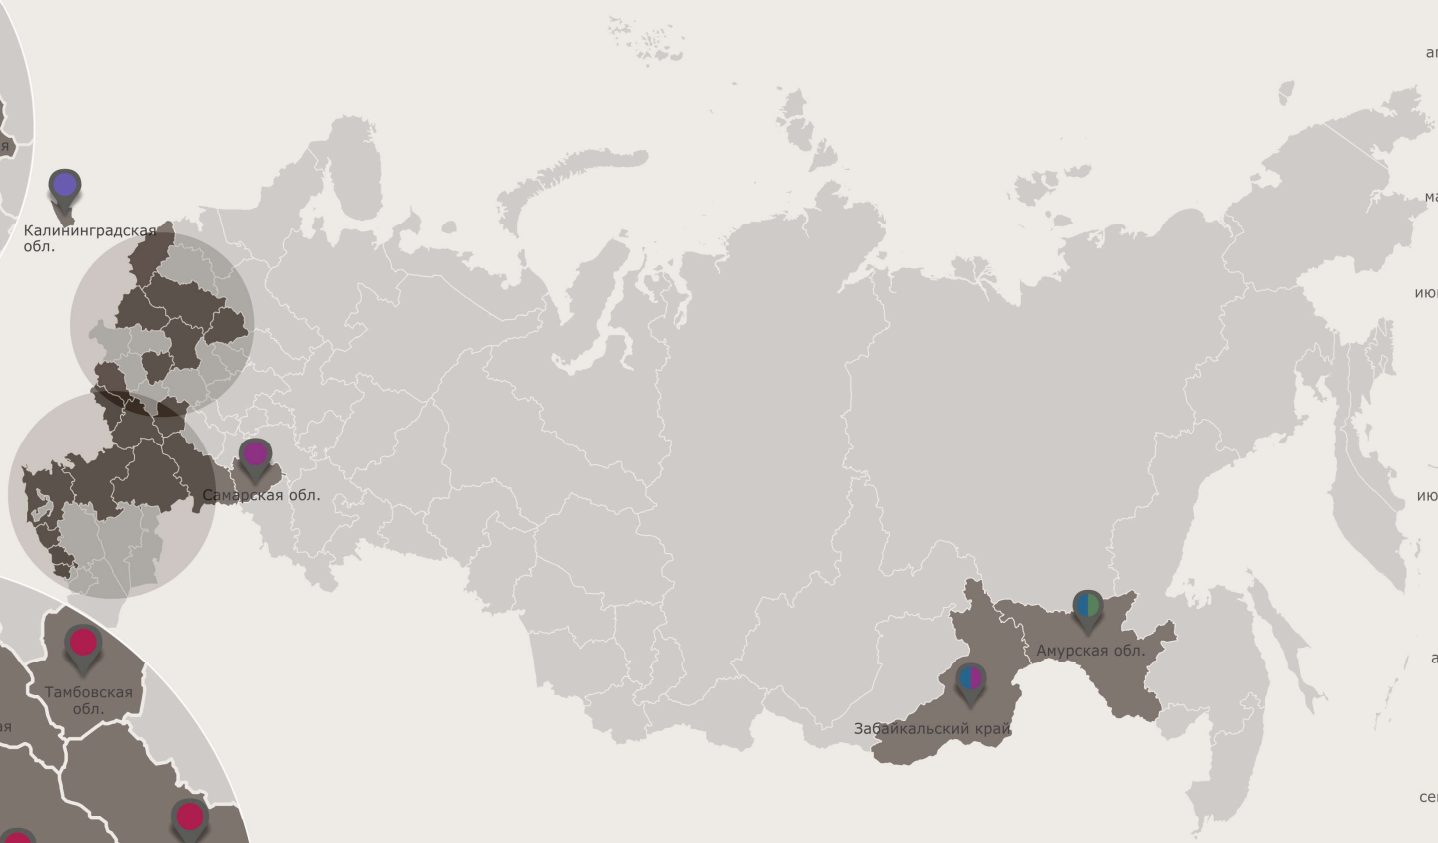 Калининградская
обл.
Самарская обл.
Тамбовская
обл.
Амурская обл.
Забайкальский край